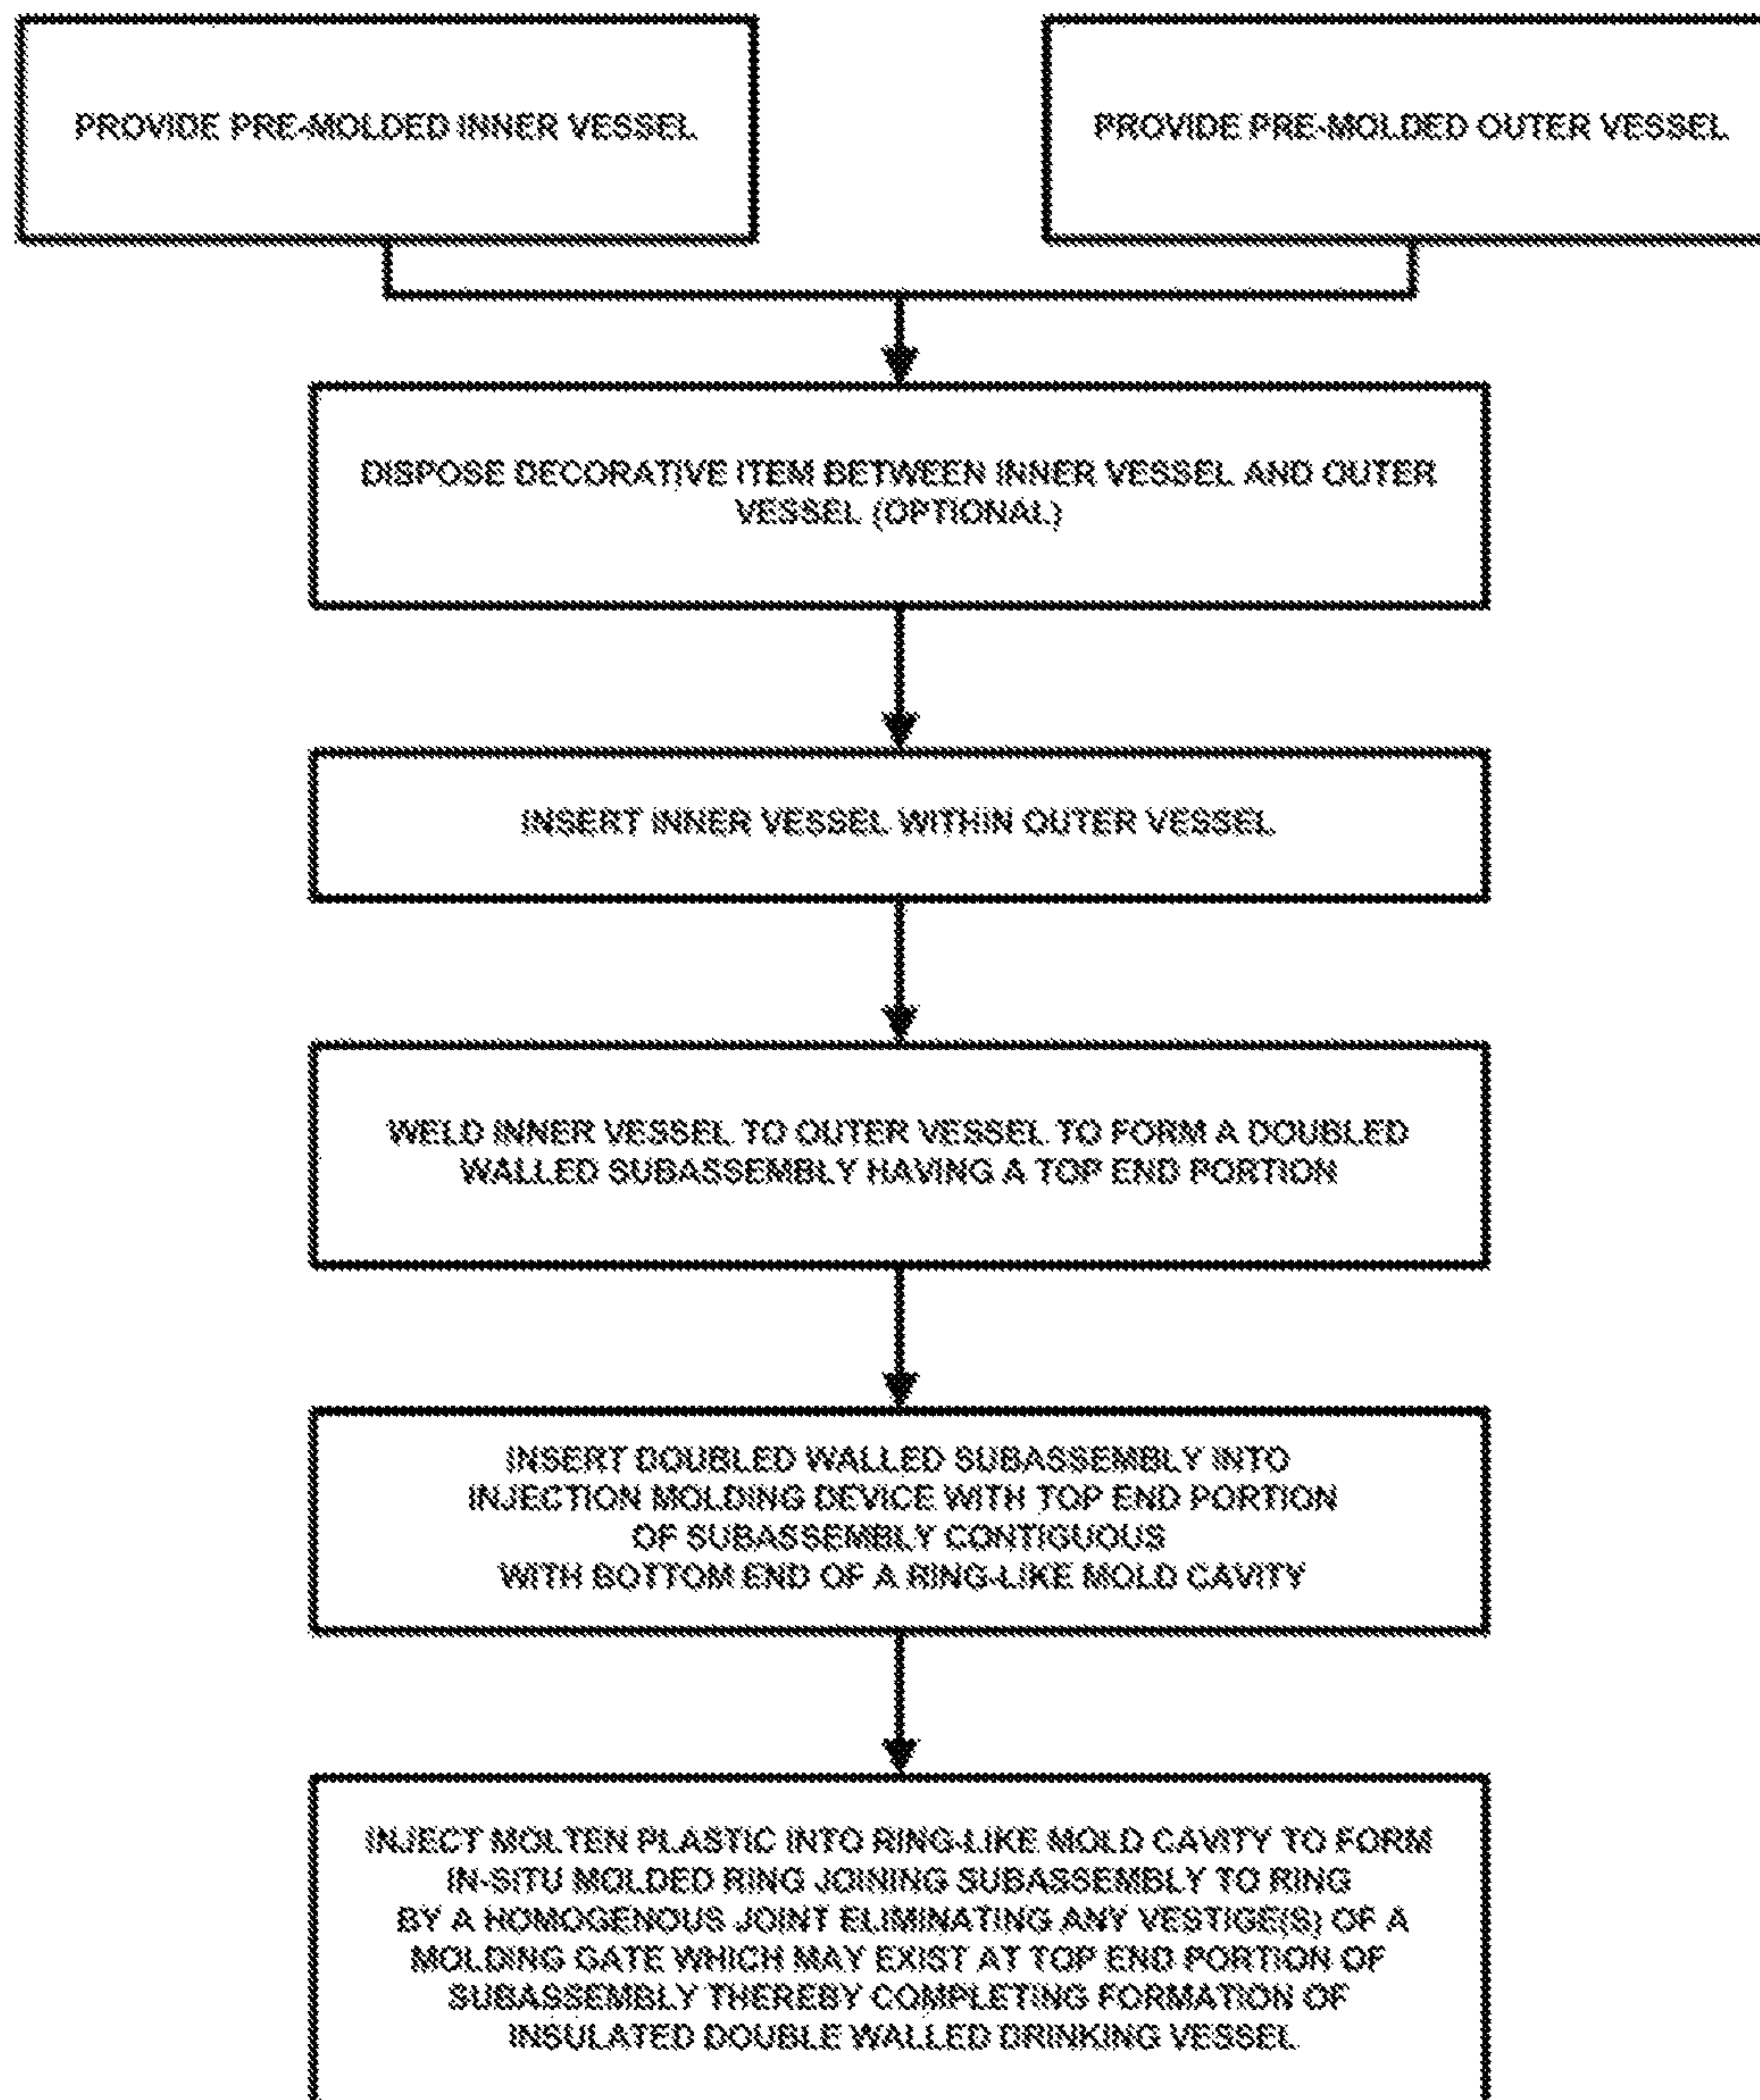 PROVIDE PRE-MOLDED INNER VESSEL
PROVIDE PRE-MOLDED OUTER VESSEL
DISPOSE DECORATIVE ITEM BETWEEN INNER VESSEL AND OUTER
VESSEL (OPTIONAL)
INSERT INNER VESSEL WITHIN OUTER VESSEL
WELD INNER VESSEL TO OUTER VESSEL TO FORM A DOUBLED
WALLED SUBASSEMBLY HAVING A TOP END PORTION
INSERT DOUBLED WALLED SUBASSEMBLY INTO
INJECTION MOLDING DEVICE WITH TOP END PORTION
OF SUBASSEMBLY CONTIGUOUS
WITH BOTTOM END OF A RING-LIKE MOLD CAVITY
INJECT MOLTEN PLASTIC INTO RING-LIKE MOLD CAVITY TO FORM
IN-SITU MOLDED RING JOINING SUBASSEMBLY TO RING
BY A HOMOGENOUS JOINT ELIMINATING ANY VESTIGE(S) OF A
MOLDING GATE WHICH MAY EXIST AT TOP END PORTION OF
SUBASSEMBLY THEREBY COMPLETING FORMATION OF
INSULATED DOUBLE WALLED DRINKING VESSEL